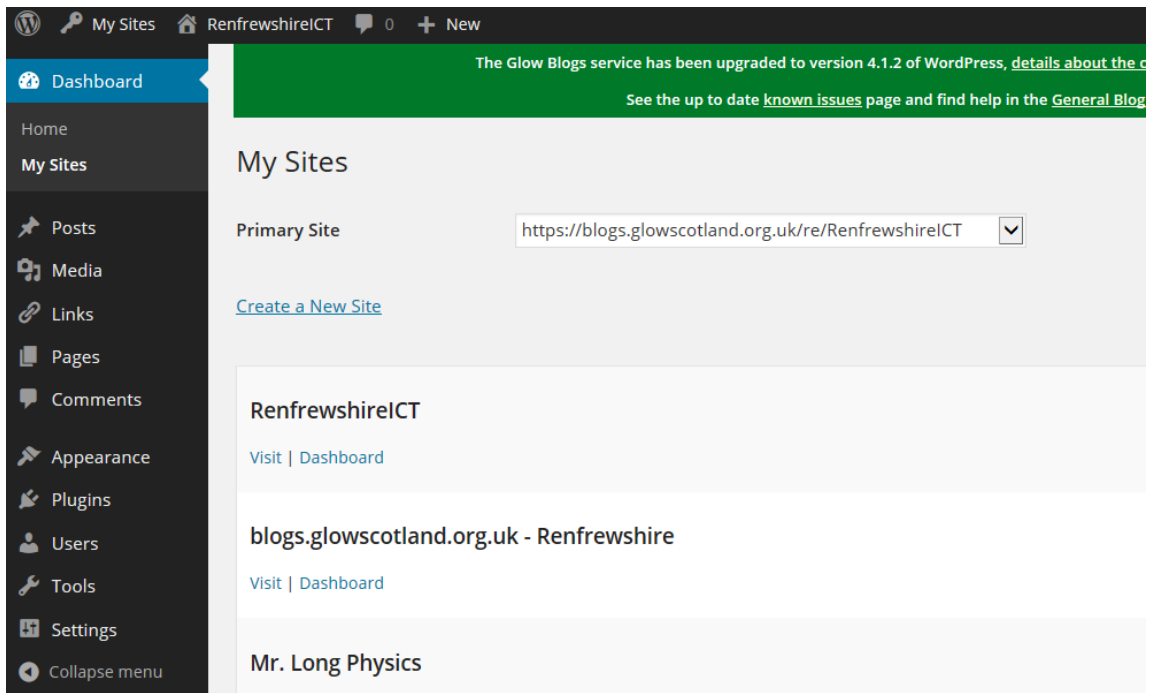 My Sites RenfrewshireICT 0 New
The Glow Blogs service has been upgraded to version 4.1.2 of WordPress, details about the
See the up to date known issues page and find help in the General Blog
Dashboard
Home
My Sites
Posts
Media
Links
Pages
Comments
Appearance
Plugins
Users
Tools
Settings
Collapse menu
My Sites
Primary Site https://blogs.glowscotland.org.uk/re/RenfrewshireICT
Create a New Site
RenfrewshireICT
Visit | Dashboard
blogs.glowscotland.org.uk - Renfrewshire
Visit | Dashboard
Mr. Long Physics